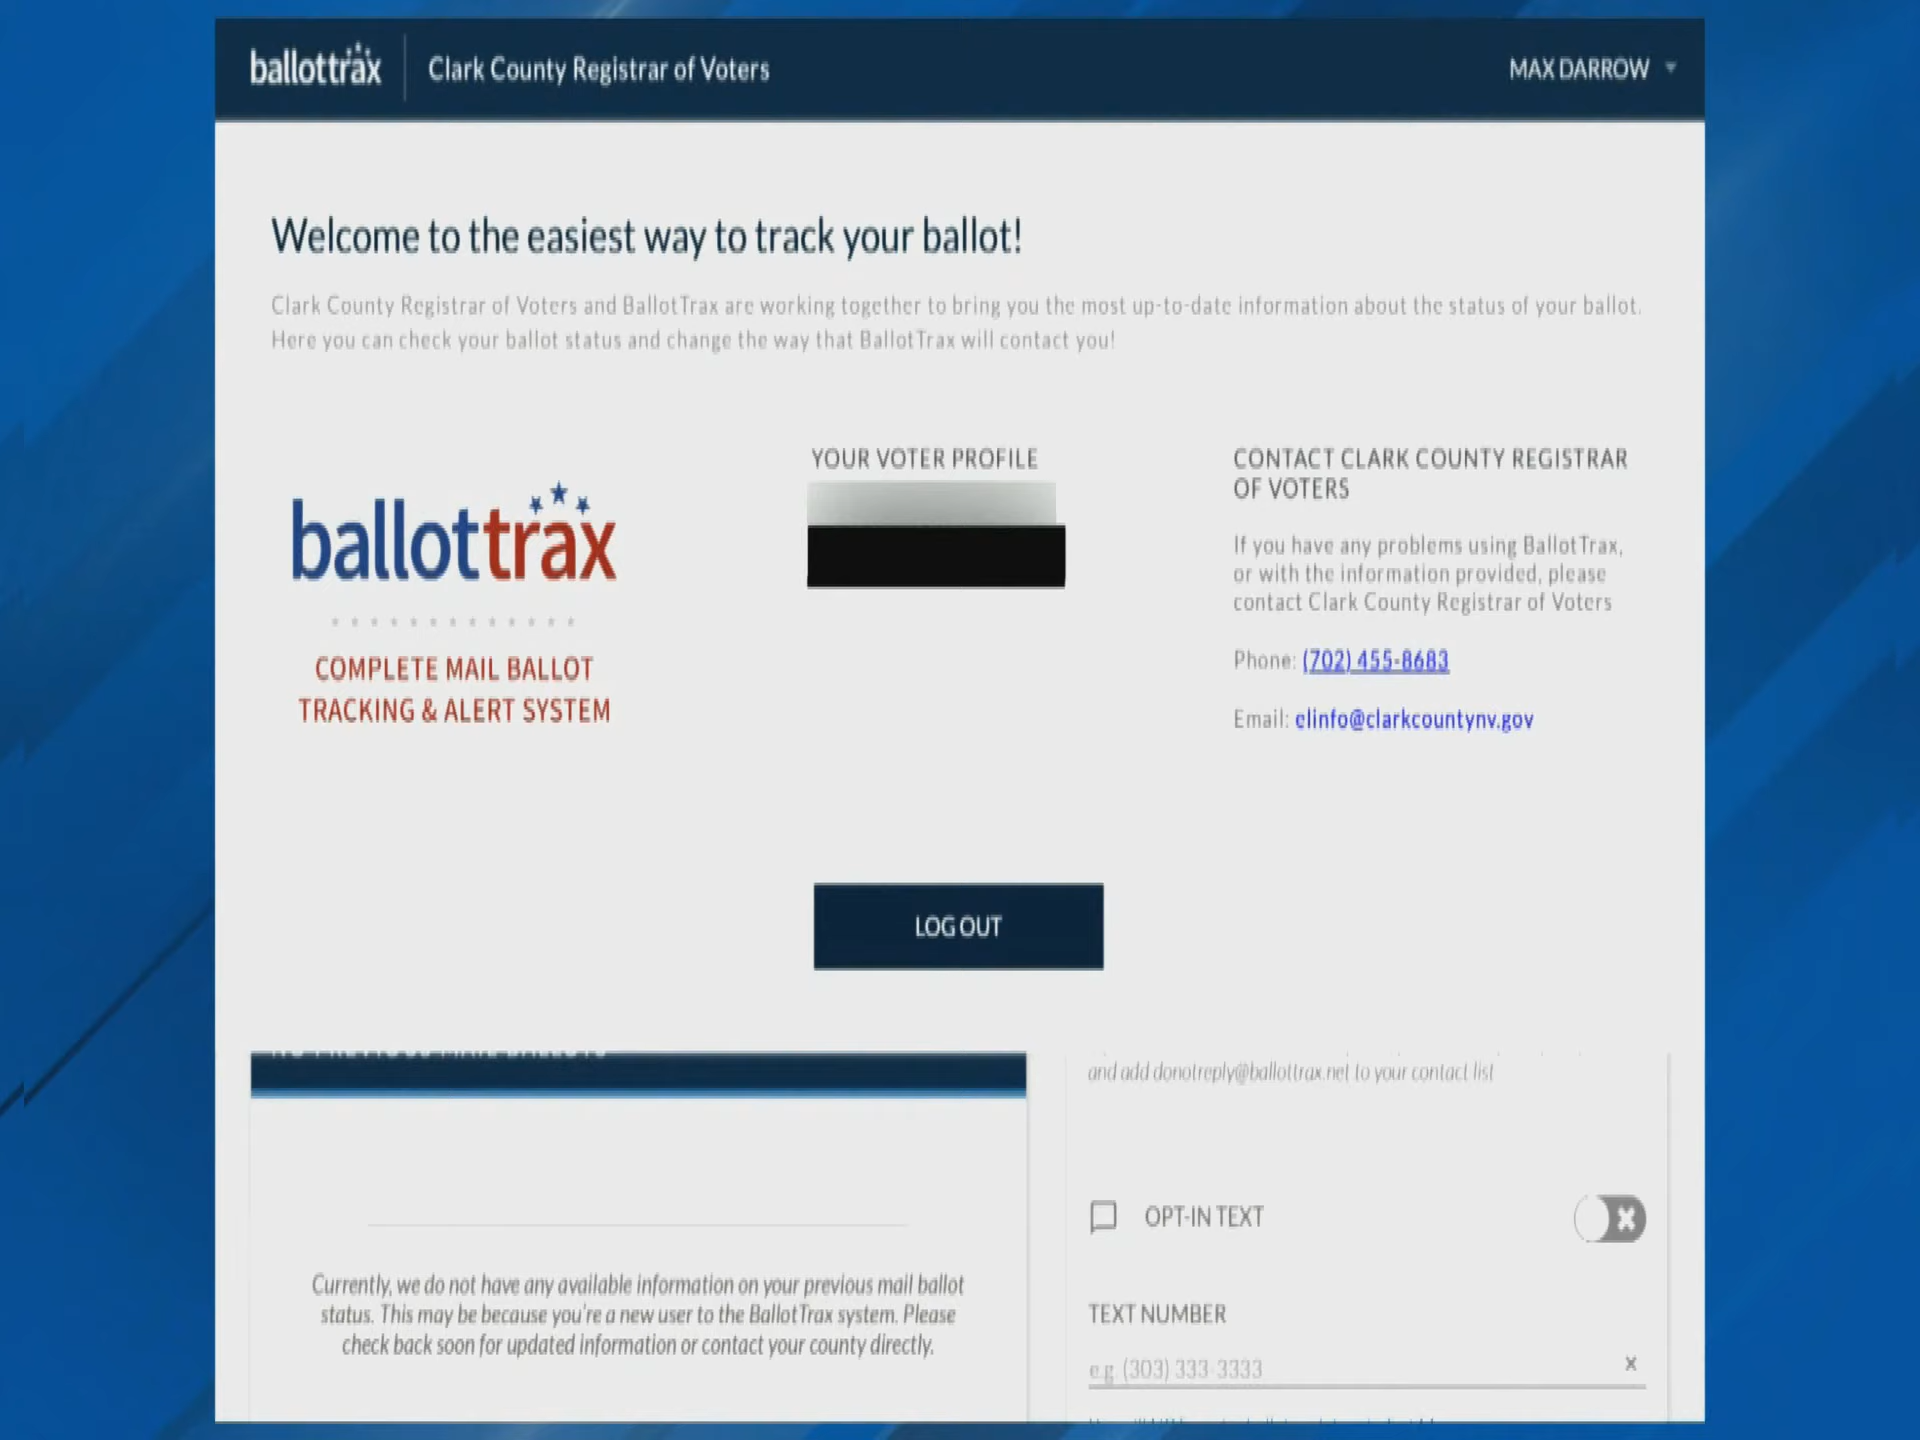 ballottrax
Clark County Registrar of Voters
MAX DARROW
Welcome to the easiest way to track your ballot!
Clark County Registrar of Voters and BallotTrax are working together to bring you the most up-to-date information about the status of your ballot.
Here you can check your ballot status and change the way that BallotTrax will contact you!
ballottrax
COMPLETE MAIL BALLOT
TRACKING & ALERT SYSTEM
YOUR VOTER PROFILE
CONTACT CLARK COUNTY REGISTRAR
OF VOTERS
If you have any problems using BallotTrax,
or with the information provided, please
contact Clark County Registrar of Voters
Phone: (702) 455-8683
Email: elinfo@clarkcountynv.gov
LOG OUT
Currently, we do not have any available information on your previous mail ballot
status. This may be because you're a new user to the BallotTrax system. Please
check back soon for updated information or contact your county directly.
and add donotreply@ballottrax.net to your contact list
OPT-IN TEXT
TEXT NUMBER
e.g. (303) 333-3333